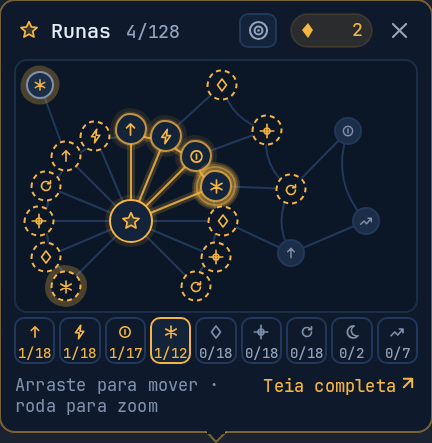 Runas 4/128 2
1/18 1/18 1/17 1/12 0/18 0/18 0/18 0/2 0/7
Arraste para mover · Teia completa
roda para zoom